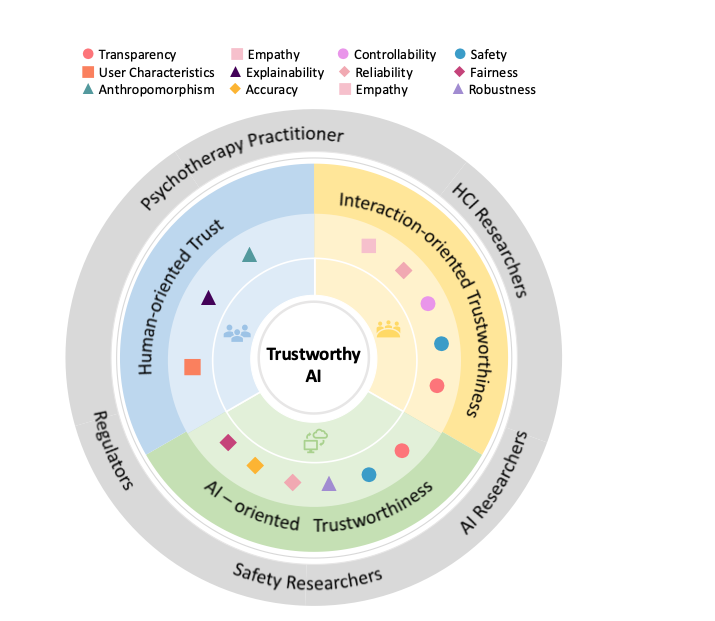 Transparency Empathy Controllability Safety
User Characteristics Explainability Reliability Fairness
Anthropomorphism Accuracy Empathy Robustness
Psychotherapy Practitioner
HCI Researchers
Human-oriented Trust
Interaction-oriented Trustworthiness
Trustworthy
AI
Regulators
AI Researchers
AI – oriented Trustworthiness
Safety Researchers